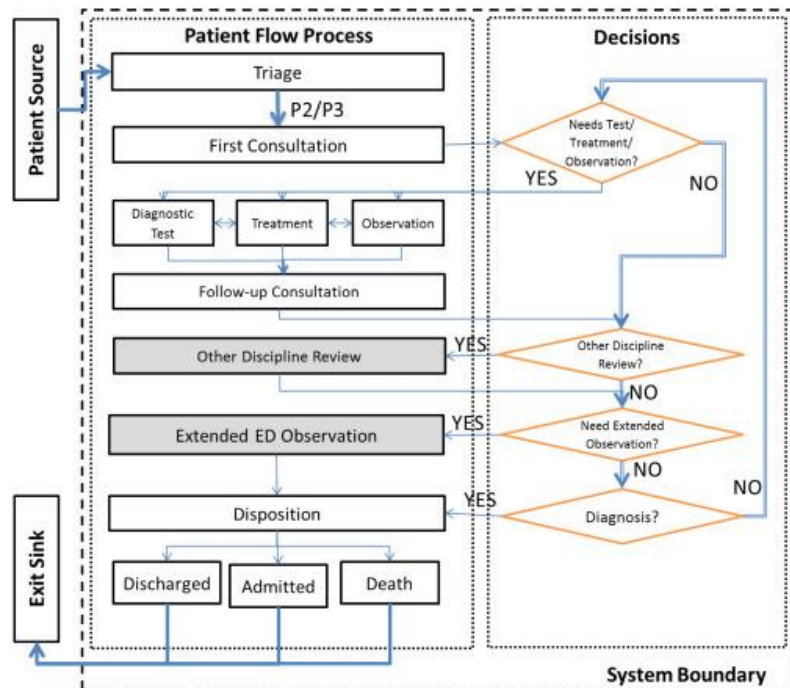 Patient Flow Process
Decisions
Patient Source
Triage
P2/P3
First Consultation
Needs Test/
Treatment/
Observation?
YES
NO
Diagnostic
Test
Treatment
Observation
Follow-up Consultation
Other Discipline Review
YES
Other Discipline
Review?
NO
Extended ED Observation
YES
Need Extended
Observation?
NO
NO
Disposition
YES
Diagnosis?
Exit Sink
Discharged
Admitted
Death
System Boundary